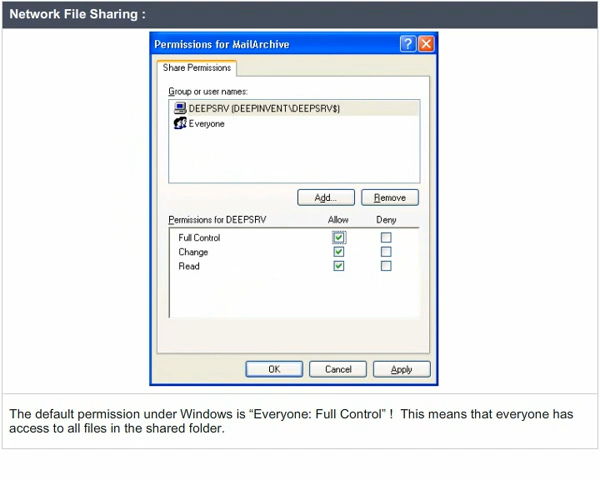 Network File Sharing :
Permissions for MailArchive
Share Permissions
Group or user names:
DEEPSRV (DEEPINVENT\DEEPSRV$)
Everyone
Add... Remove
Permissions for DEEPSRV Allow Deny
Full Control
Change
Read
OK Cancel Apply
The default permission under Windows is “Everyone: Full Control” ! This means that everyone has
access to all files in the shared folder.